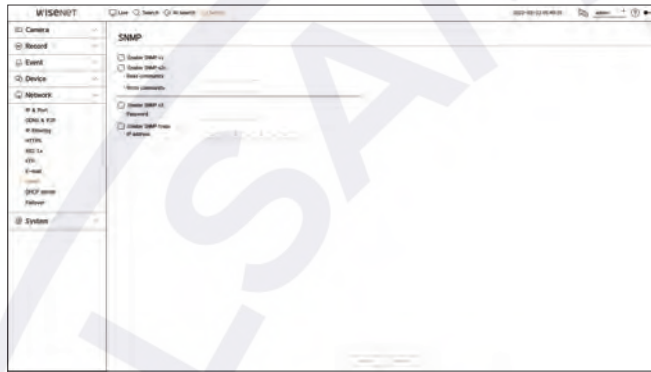 WISENET
Live Search AI search
Camera
Record
Event
Device
Network
IP & Port
DDNS & P2P
IP filtering
HTTPS
802.1x
E-mail
DHCP server
Failover
System
SNMP
Enable SNMP v1
Enable SNMP v2c
Read community
Write community
Enable SNMP v3
Password
Enable SNMP traps
IP address
admin